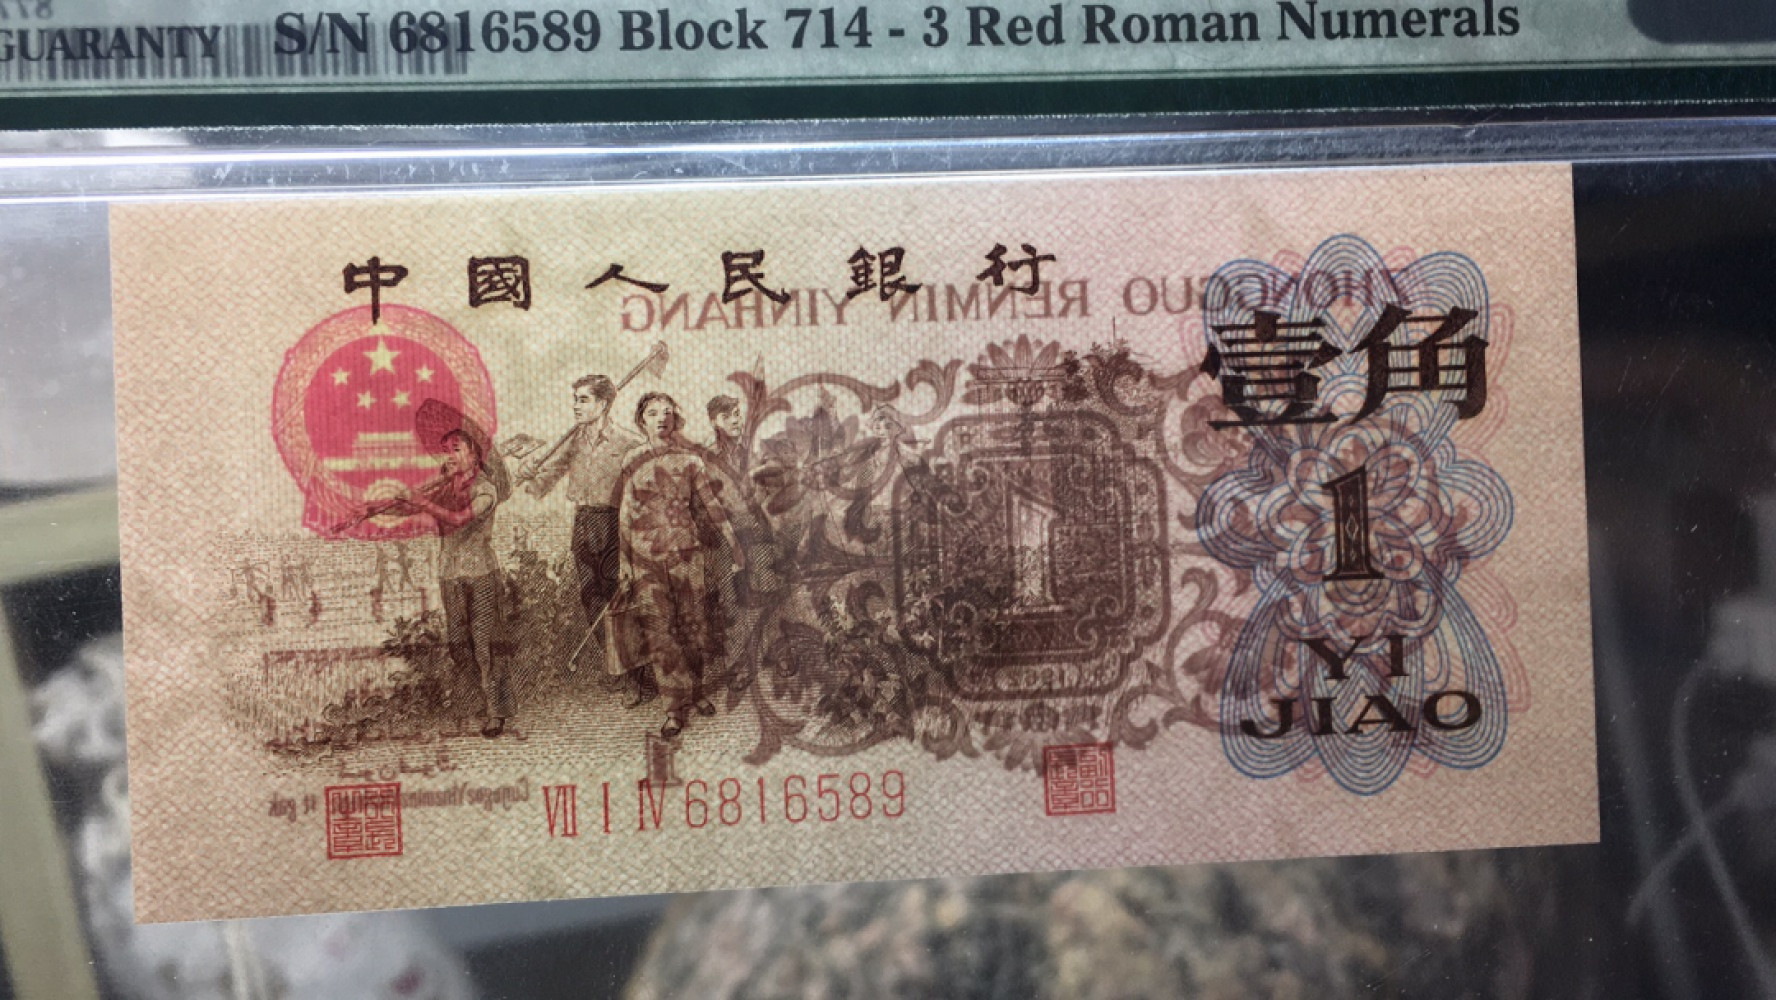 GUARANTY S/N 6816589 Block 714 - 3 Red Roman Numerals
中國人民銀行
ZHONGGUO RENMIN YINHANG
壹角
1
YI
JIAO
VII I IV 6816589